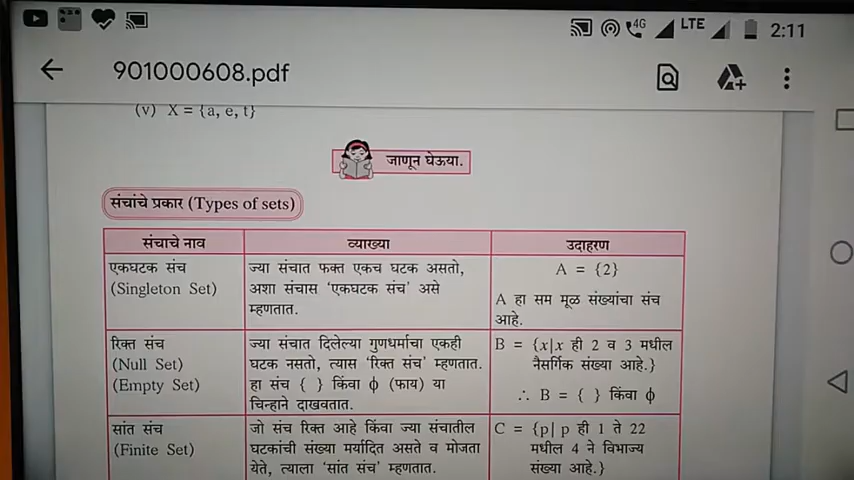 4G LTE 2:11
901000608.pdf
(v) X = {a, e, t}
जाणून घेऊया.
संचांचे प्रकार (Types of sets)
संचाचे नाव व्याख्या उदाहरण
एकघटक संच
(Singleton Set)
ज्या संचात फक्त एकच घटक असतो,
अशा संचास ‘एकघटक संच’ असे
म्हणतात.
A = {2}
A हा सम मूळ संख्यांचा संच
आहे.
रिक्त संच
(Null Set)
(Empty Set)
ज्या संचात दिलेल्या गुणधर्माचा एकही
घटक नसतो, त्यास ‘रिक्त संच’ म्हणतात.
हा संच { } किंवा ϕ (फाय) या
चिन्हाने दाखवतात.
B = {x|x ही 2 व 3 मधील
नैसर्गिक संख्या आहे.}
∴ B = { } किंवा ϕ
सांत संच
(Finite Set)
जो संच रिक्त आहे किंवा ज्या संचातील
घटकांची संख्या मर्यादित असते व मोजता
येते, त्याला ‘सांत संच’ म्हणतात.
C = {p| p ही 1 ते 22
मधील 4 ने विभाज्य
संख्या आहे.}